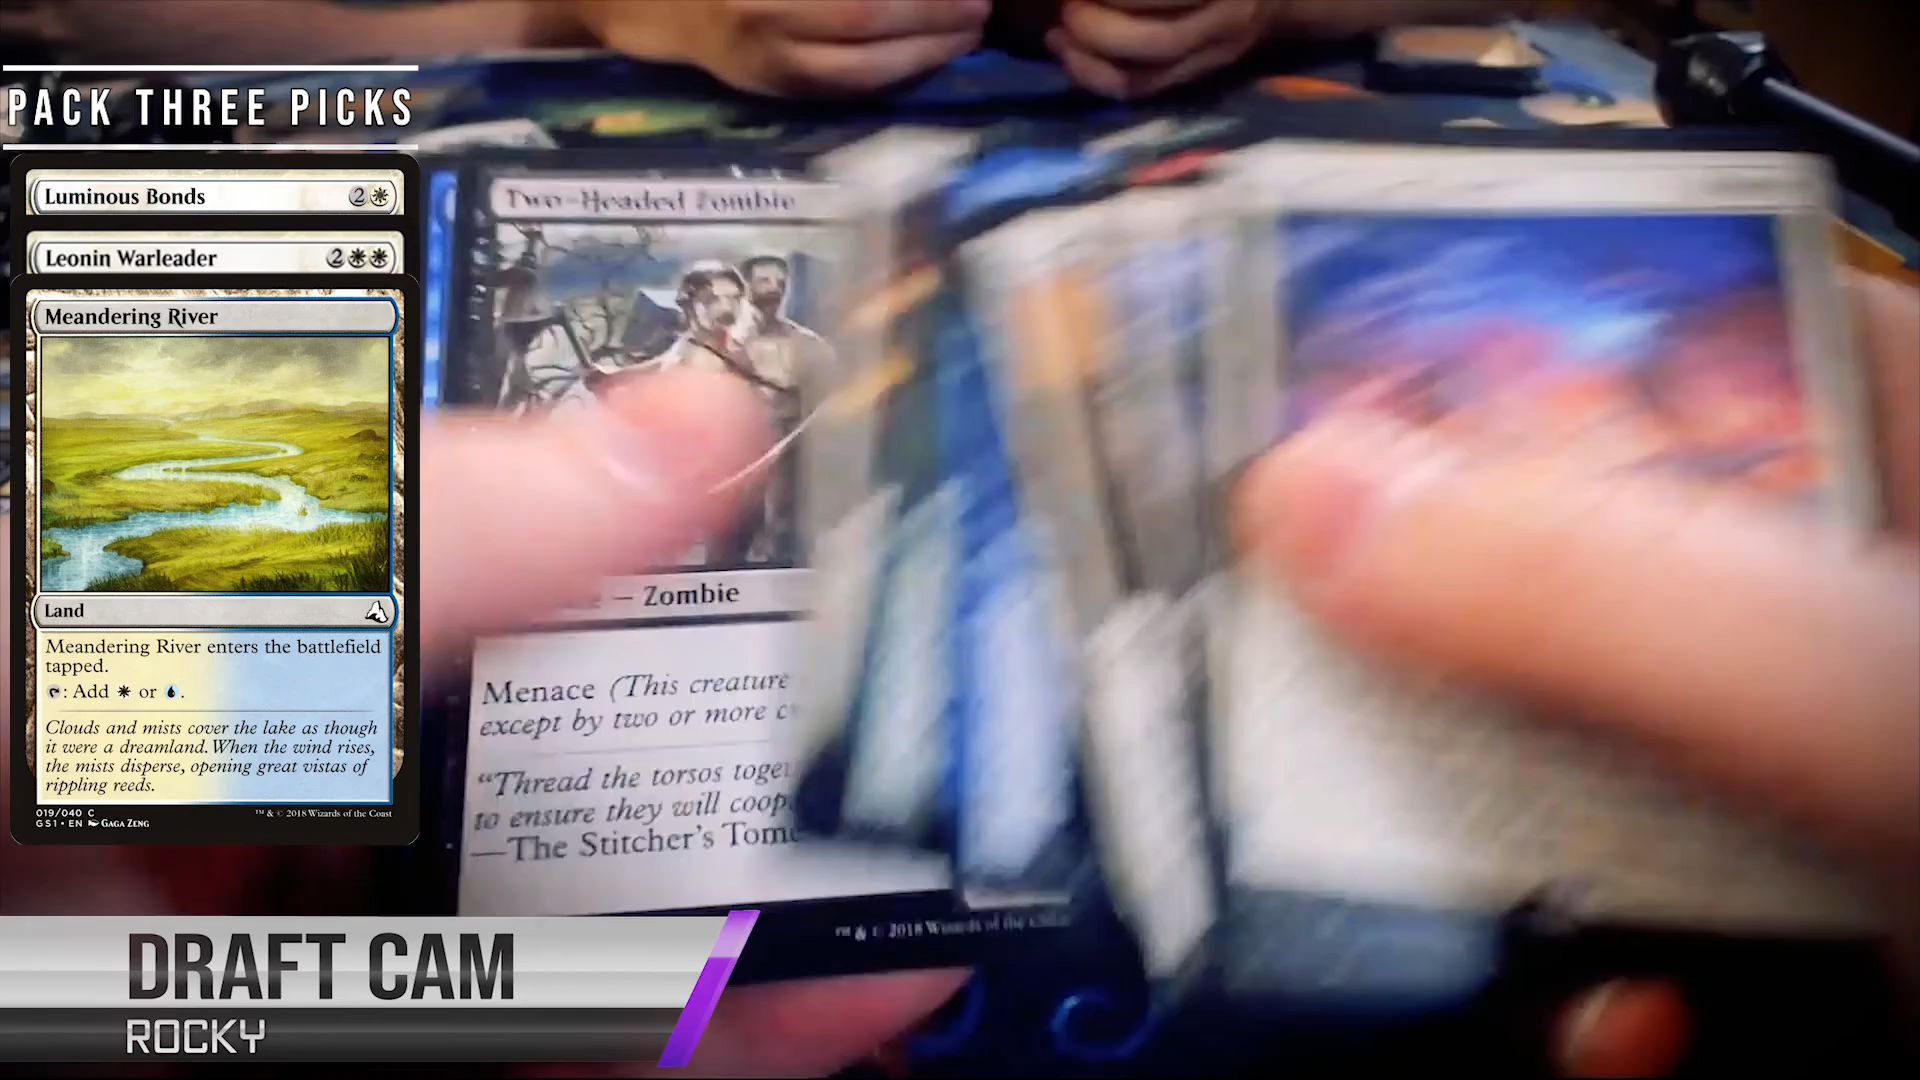 PACK THREE PICKS
Luminous Bonds 2
Leonin Warleader 2
Meandering River
Land
Meandering River enters the battlefield
tapped.
: Add or .
Clouds and mists cover the lake as though
it were a dreamland. When the wind rises,
the mists disperse, opening great vistas of
rippling reeds.
019/040 C
GS1 • EN GAGA ZENG
™ & © 2018 Wizards of the Coast
Two-Headed Zombie
— Zombie
Menace (This creature
except by two or more
"Thread the torsos
to ensure they will
—The Stitcher's
™ & © 2018 Wizards of the
DRAFT CAM
ROCKY